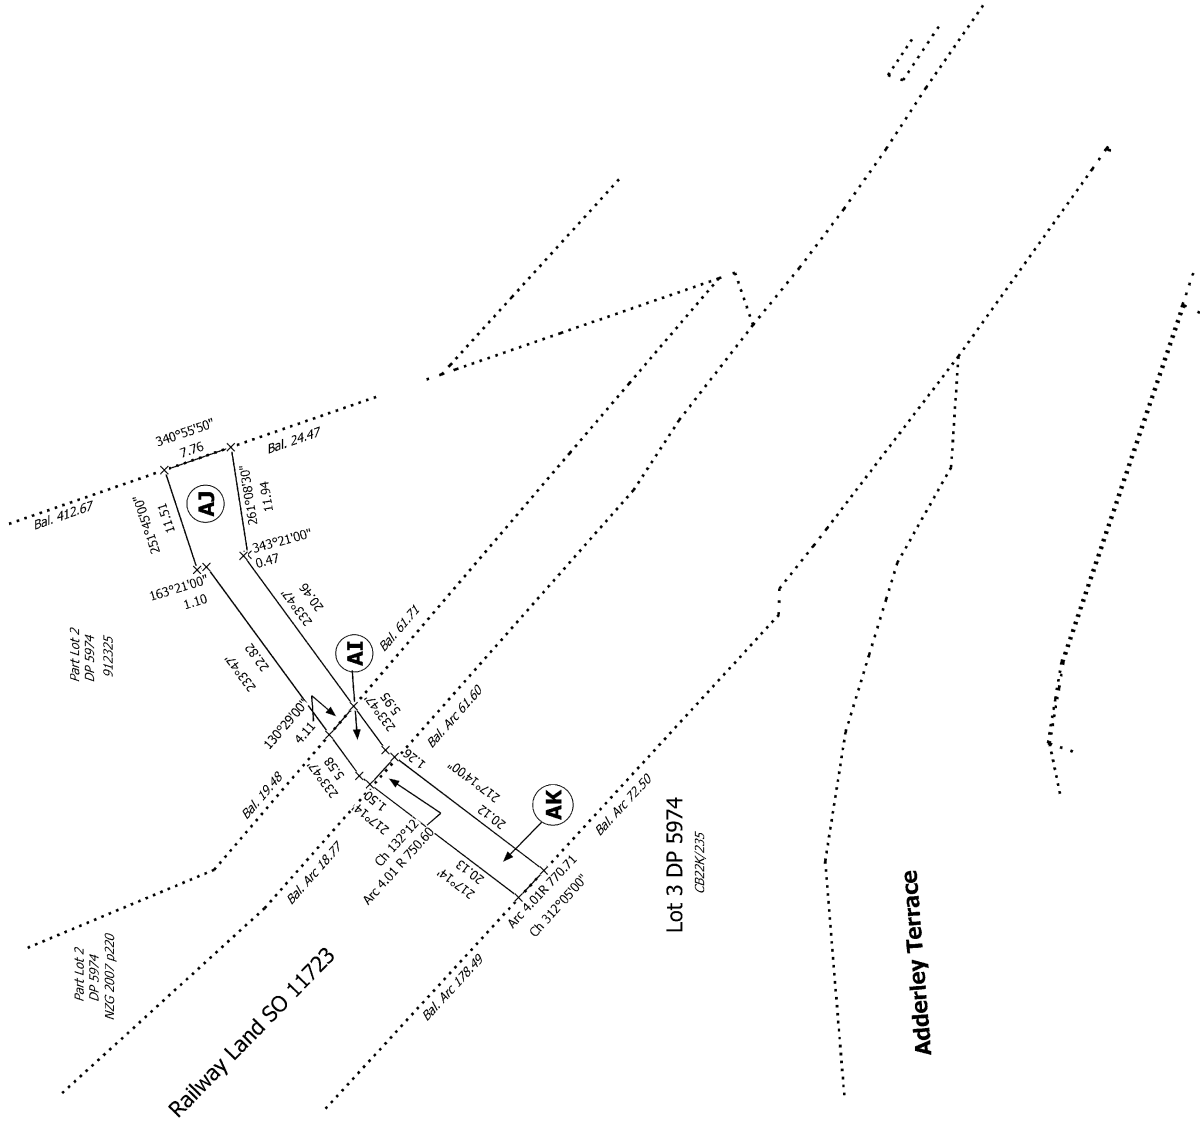 340°55'50"
7.76
Bal. 24.47
Bal. 412.67
251°45'00"
11.51
AJ
261°08'30"
11.94
343°21'00"
0.47
163°21'00"
1.10
233°47'
20.46
233°47'
22.82
Part Lot 2
DP 5974
912325
Bal. 61.71
AI
130°29'00"
4.11
233°47'
5.95
Bal. Arc 61.60
1.26
233°47'
5.58
Bal. 19.48
217°14'
1.50
217°14'00"
20.12
AK
Bal. Arc 72.50
Ch 132°12'
Arc 4.01 R 750.60
217°14'
20.13
Bal. Arc 18.77
Arc 4.01R 770.71
Ch 312°05'00"
Lot 3 DP 5974
CB22K/235
Part Lot 2
DP 5974
NZG 2007 p220
Railway Land SO 11723
Bal. Arc 178.49
Adderley Terrace